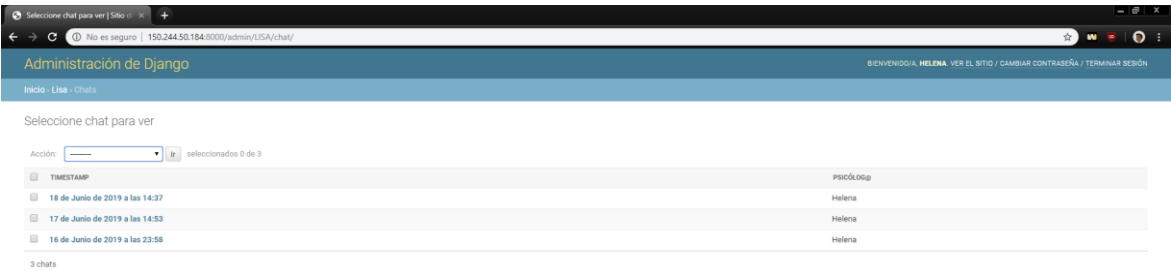 Seleccione chat para ver | Sitio d
No es seguro | 150.244.50.184:8000/admin/LISA/chat/
Administración de Django
BIENVENIDO/A, HELENA. VER EL SITIO / CAMBIAR CONTRASEÑA / TERMINAR SESIÓN
Inicio › Lisa › Chats
Seleccione chat para ver
Acción: --------- Ir seleccionados 0 de 3
TIMESTAMP PSICÓLOG@
18 de Junio de 2019 a las 14:37 Helena
17 de Junio de 2019 a las 14:53 Helena
16 de Junio de 2019 a las 23:58 Helena
3 chats